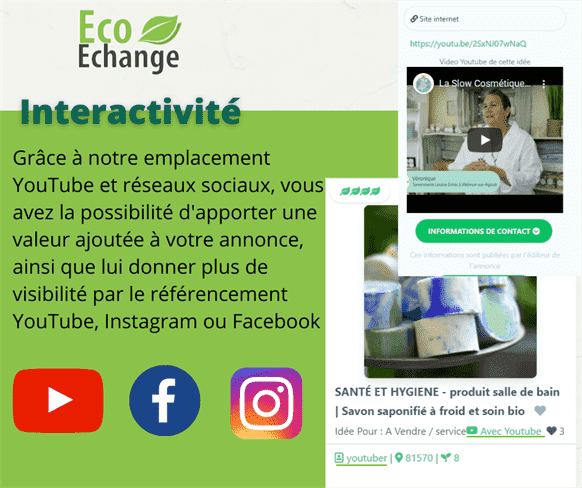 Eco
Echange
Interactivité
Grâce à notre emplacement
YouTube et réseaux sociaux, vous
avez la possibilité d'apporter une
valeur ajoutée à votre annonce,
ainsi que lui donner plus de
visibilité par le référencement
YouTube, Instagram ou Facebook
Site internet
https://youtu.be/2SxNJ07wNaQ
Video Youtube de cette idée
La Slow Cosmétique...
Véronique
INFORMATIONS DE CONTACT
Ces informations sont publiées par l'éditeur de
l'annonce
SANTÉ ET HYGIENE - produit salle de bain
| Savon saponifié à froid et soin bio
Idée Pour : A Vendre / service Avec Youtube 3
youtuber | 81570 | 8